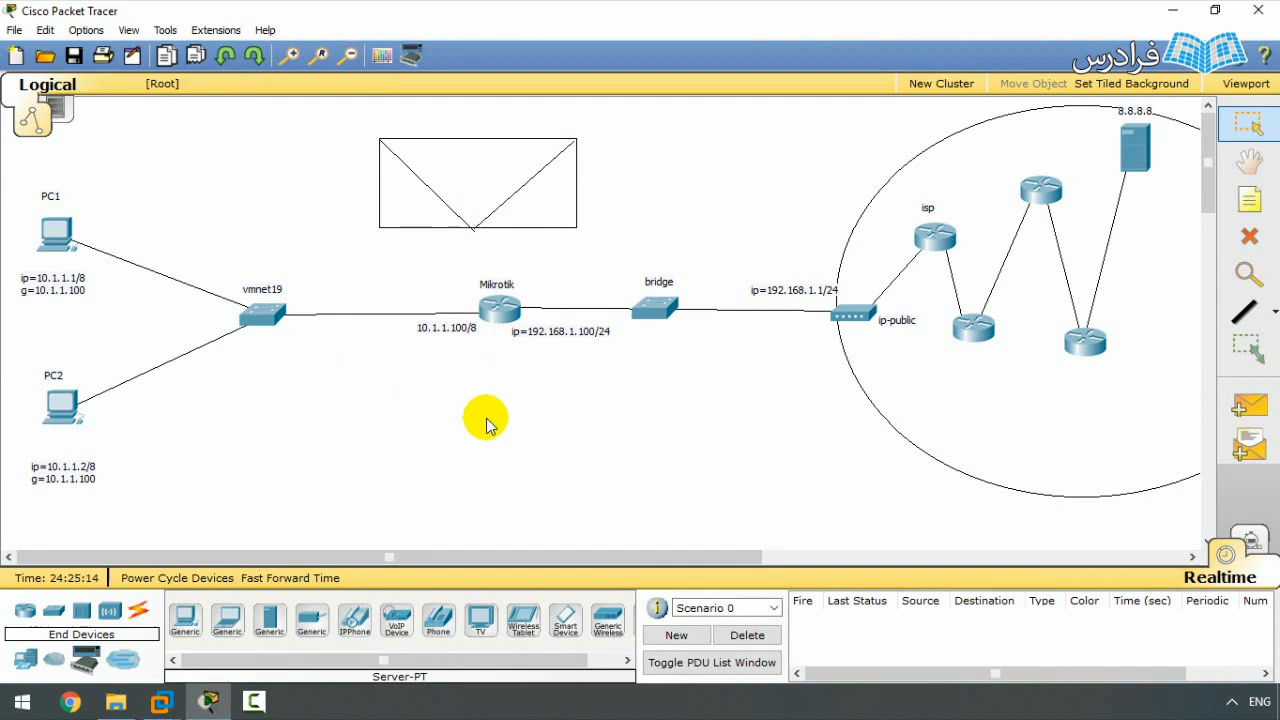 Cisco Packet Tracer
File Edit Options View Tools Extensions Help
فرادرس
Logical
[Root]
New Cluster
Move Object
Set Tiled Background
Viewport
8.8.8.8
PC1
isp
ip=10.1.1.1/8
g=10.1.1.100
vmnet19
Mikrotik
bridge
ip=192.168.1.1/24
10.1.1.100/8
ip=192.168.1.100/24
ip-public
PC2
ip=10.1.1.2/8
g=10.1.1.100
Time: 24:25:14
Power Cycle Devices Fast Forward Time
Realtime
End Devices
Generic
Generic
Generic
Generic
IPPhone
VoIP Device
Phone
TV
Wireless Tablet
Smart Device
Generic Wireless
Server-PT
Scenario 0
New
Delete
Toggle PDU List Window
Fire Last Status Source Destination Type Color Time (sec) Periodic Num
ENG